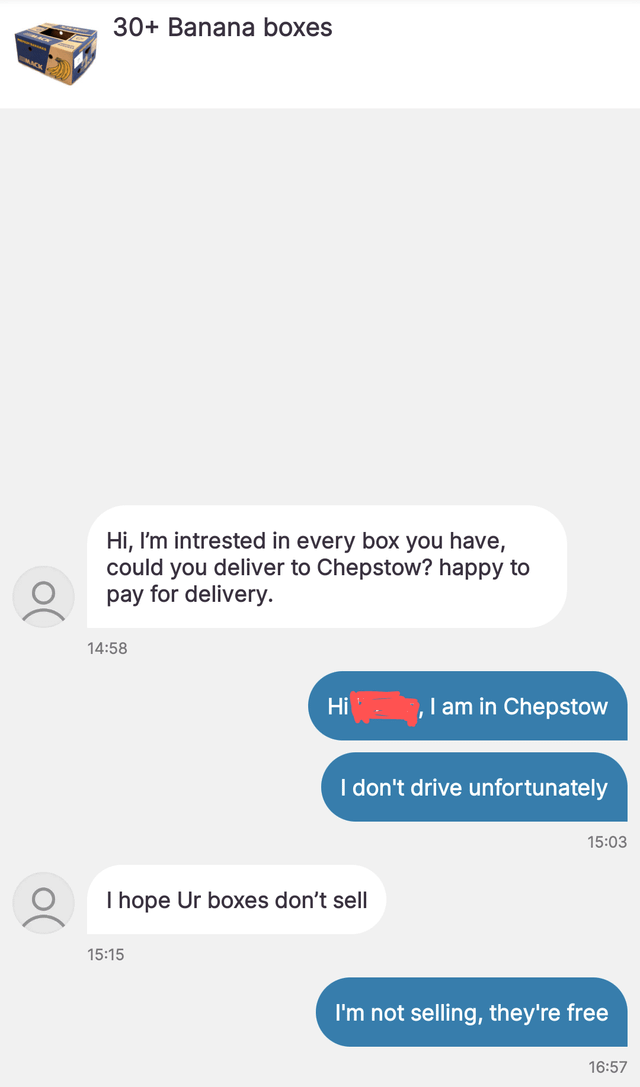 30+ Banana boxes
MACK
Hi, I’m intrested in every box you have,
could you deliver to Chepstow? happy to
pay for delivery.
14:58
Hi , I am in Chepstow
I don't drive unfortunately
15:03
I hope Ur boxes don’t sell
15:15
I'm not selling, they're free
16:57